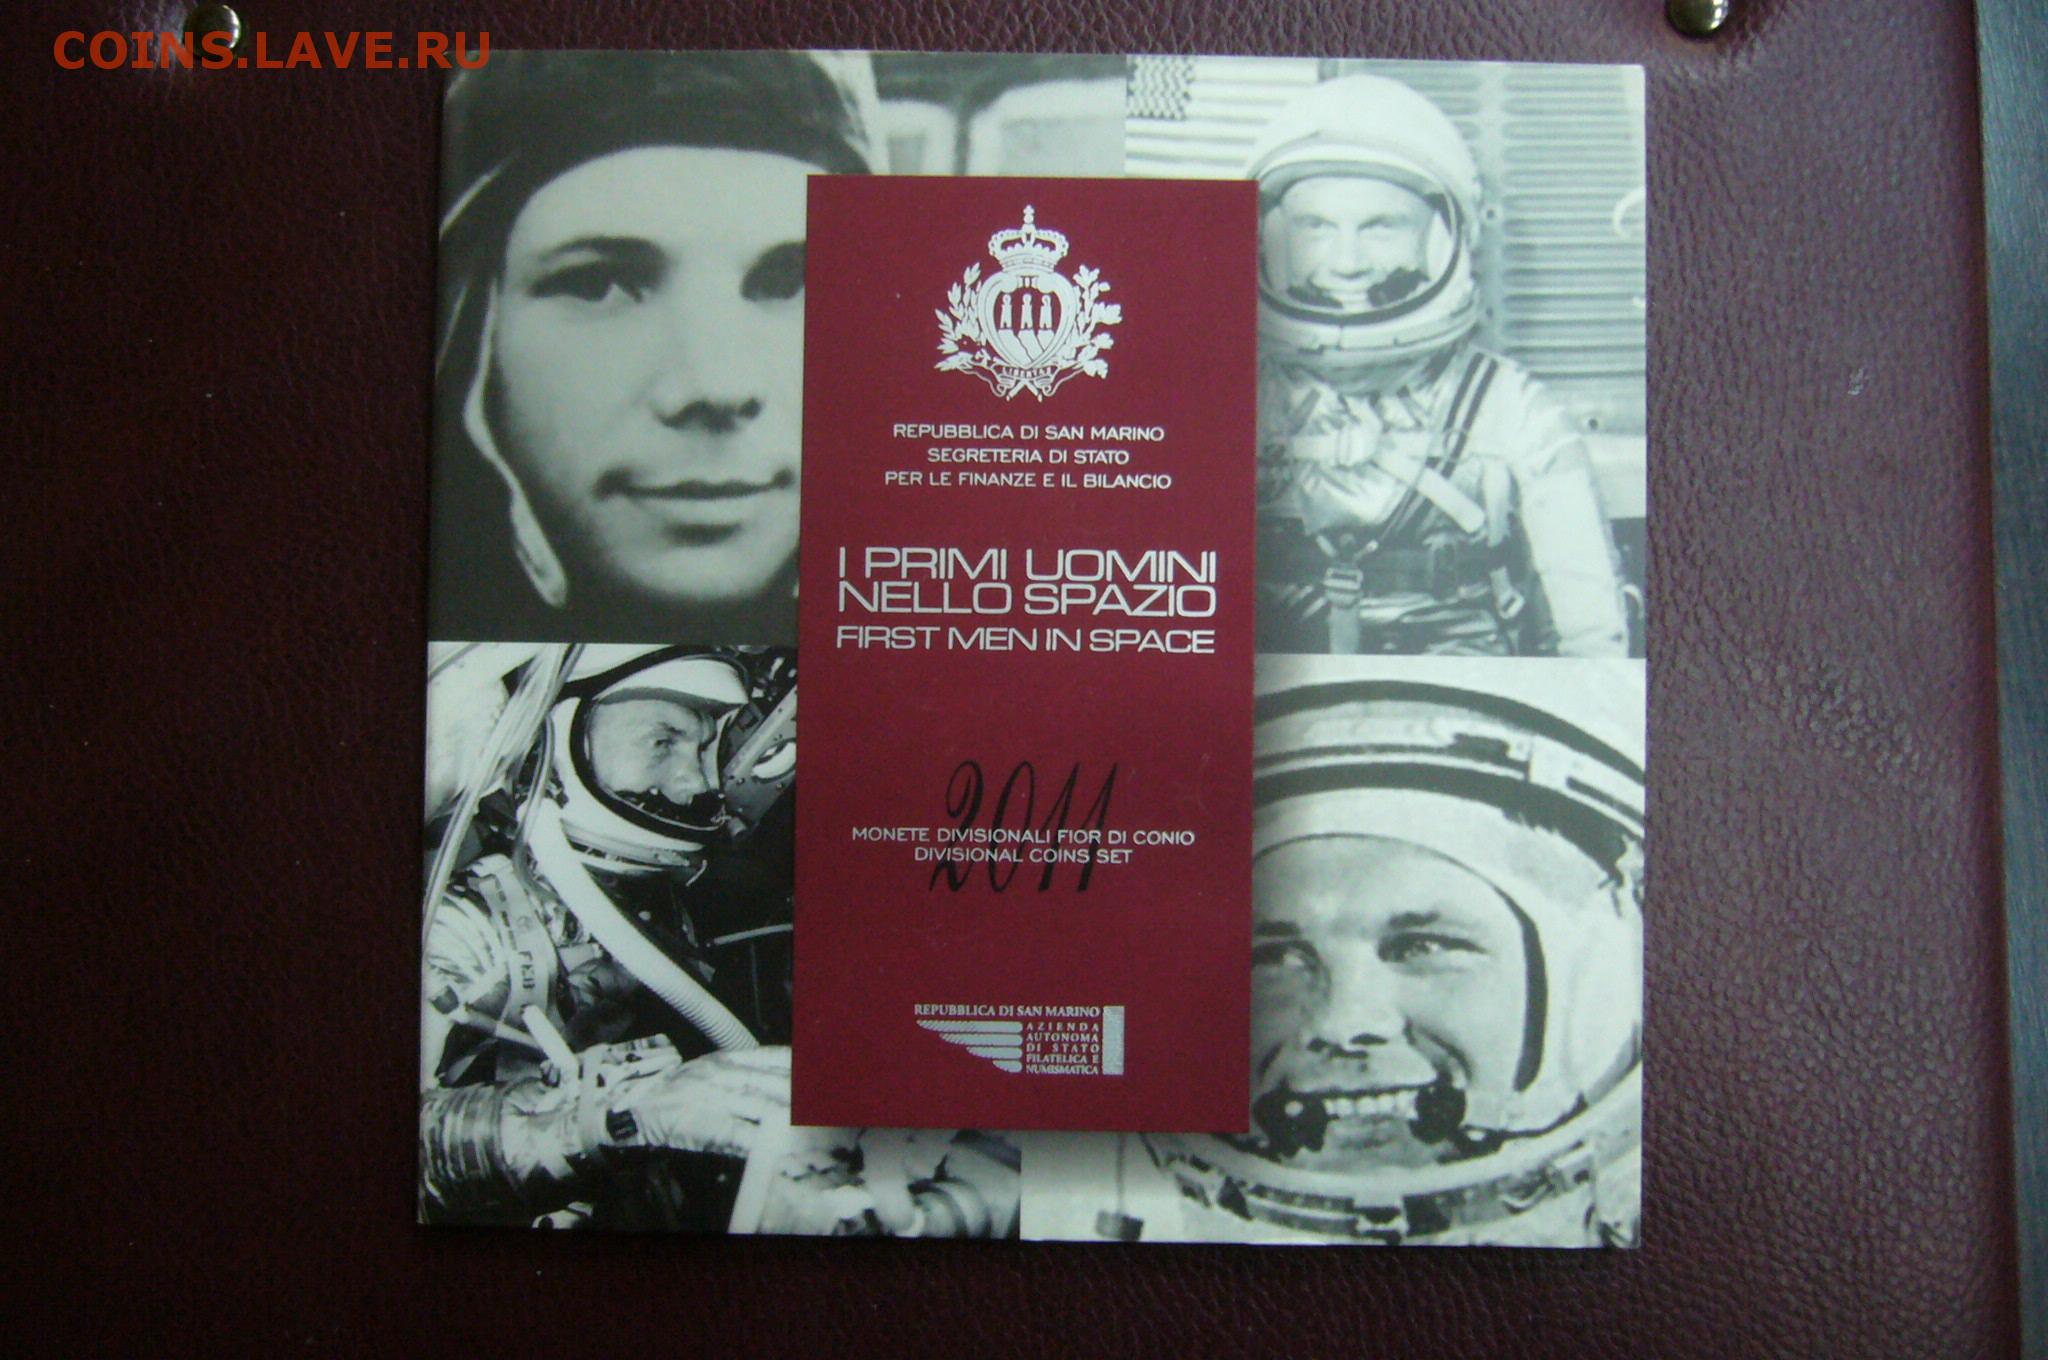 COINS.LAVE.RU
LIBERTAS
REPUBBLICA DI SAN MARINO
SEGRETERIA DI STATO
PER LE FINANZE E IL BILANCIO
I PRIMI UOMINI
NELLO SPAZIO
FIRST MEN IN SPACE
2011
MONETE DIVISIONALI FIOR DI CONIO
DIVISIONAL COINS SET
REPUBBLICA DI SAN MARINO
AZIENDA
AUTONOMA
DI STATO
FILATELICA E
NUMISMATICA